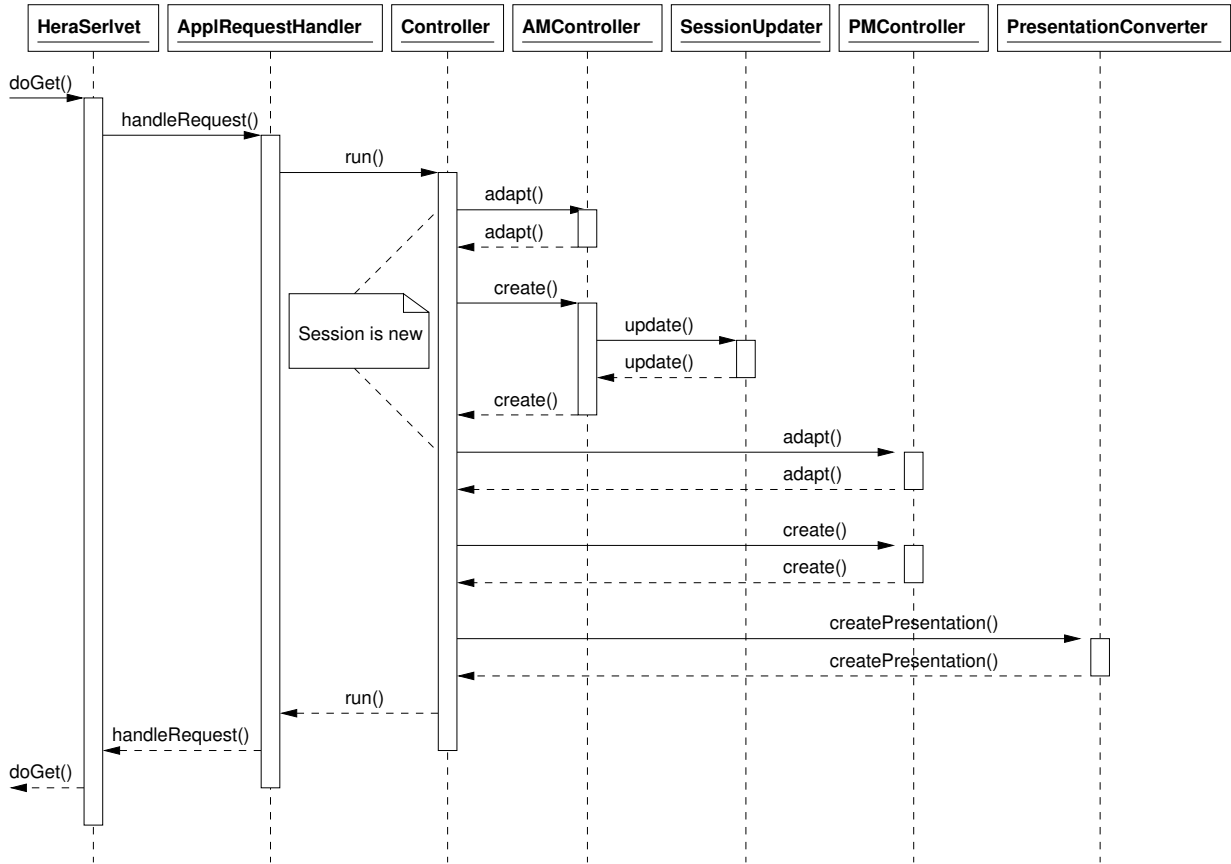 HeraSerlvet
ApplRequestHandler
Controller
AMController
SessionUpdater
PMController
PresentationConverter
doGet()
handleRequest()
run()
adapt()
adapt()
create()
Session is new
update()
update()
create()
adapt()
adapt()
create()
create()
createPresentation()
createPresentation()
run()
handleRequest()
doGet()